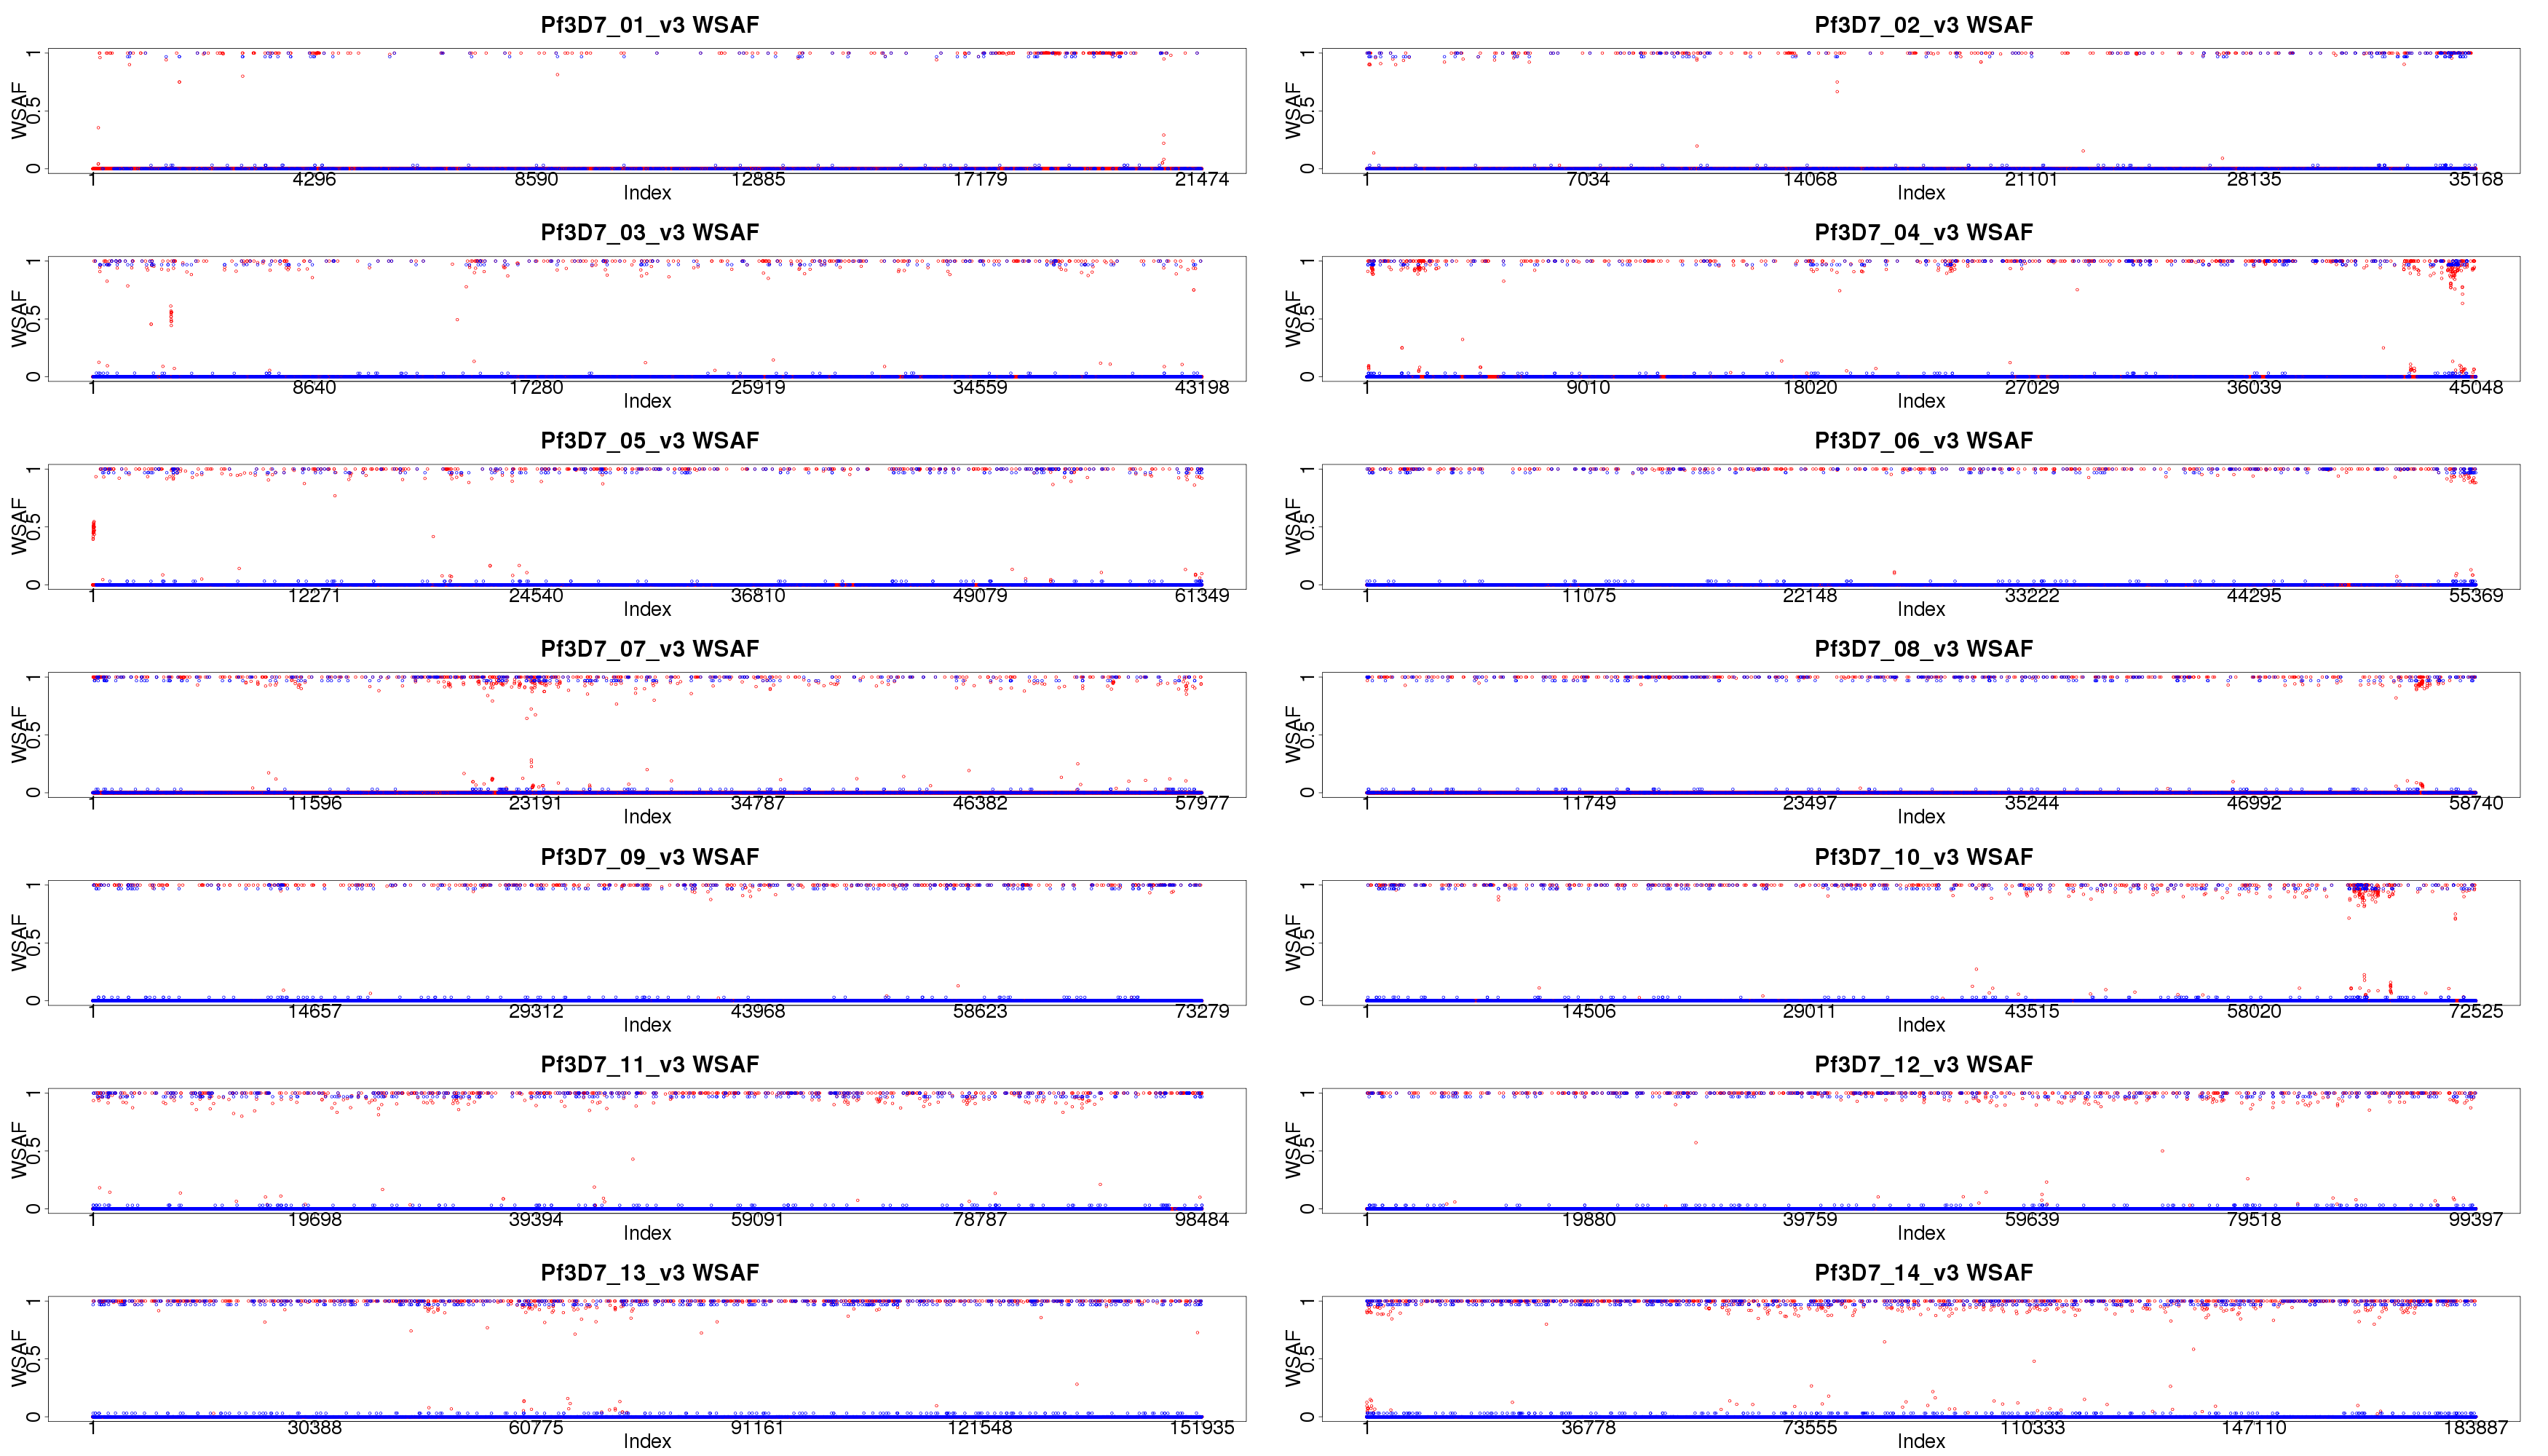 Pf3D7_01_v3 WSAF
WSAF
1
0.5
0
1 4296 8590 12885 17179 21474
Index
Pf3D7_02_v3 WSAF
WSAF
1
0.5
0
1 7034 14068 21101 28135 35168
Index
Pf3D7_03_v3 WSAF
WSAF
1
0.5
0
1 8640 17280 25919 34559 43198
Index
Pf3D7_04_v3 WSAF
WSAF
1
0.5
0
1 9010 18020 27029 36039 45048
Index
Pf3D7_05_v3 WSAF
WSAF
1
0.5
0
1 12271 24540 36810 49079 61349
Index
Pf3D7_06_v3 WSAF
WSAF
1
0.5
0
1 11075 22148 33222 44295 55369
Index
Pf3D7_07_v3 WSAF
WSAF
1
0.5
0
1 11596 23191 34787 46382 57977
Index
Pf3D7_08_v3 WSAF
WSAF
1
0.5
0
1 11749 23497 35244 46992 58740
Index
Pf3D7_09_v3 WSAF
WSAF
1
0.5
0
1 14657 29312 43968 58623 73279
Index
Pf3D7_10_v3 WSAF
WSAF
1
0.5
0
1 14506 29011 43515 58020 72525
Index
Pf3D7_11_v3 WSAF
WSAF
1
0.5
0
1 19698 39394 59091 78787 98484
Index
Pf3D7_12_v3 WSAF
WSAF
1
0.5
0
1 19880 39759 59639 79518 99397
Index
Pf3D7_13_v3 WSAF
WSAF
1
0.5
0
1 30388 60775 91161 121548 151935
Index
Pf3D7_14_v3 WSAF
WSAF
1
0.5
0
1 36778 73555 110333 147110 183887
Index